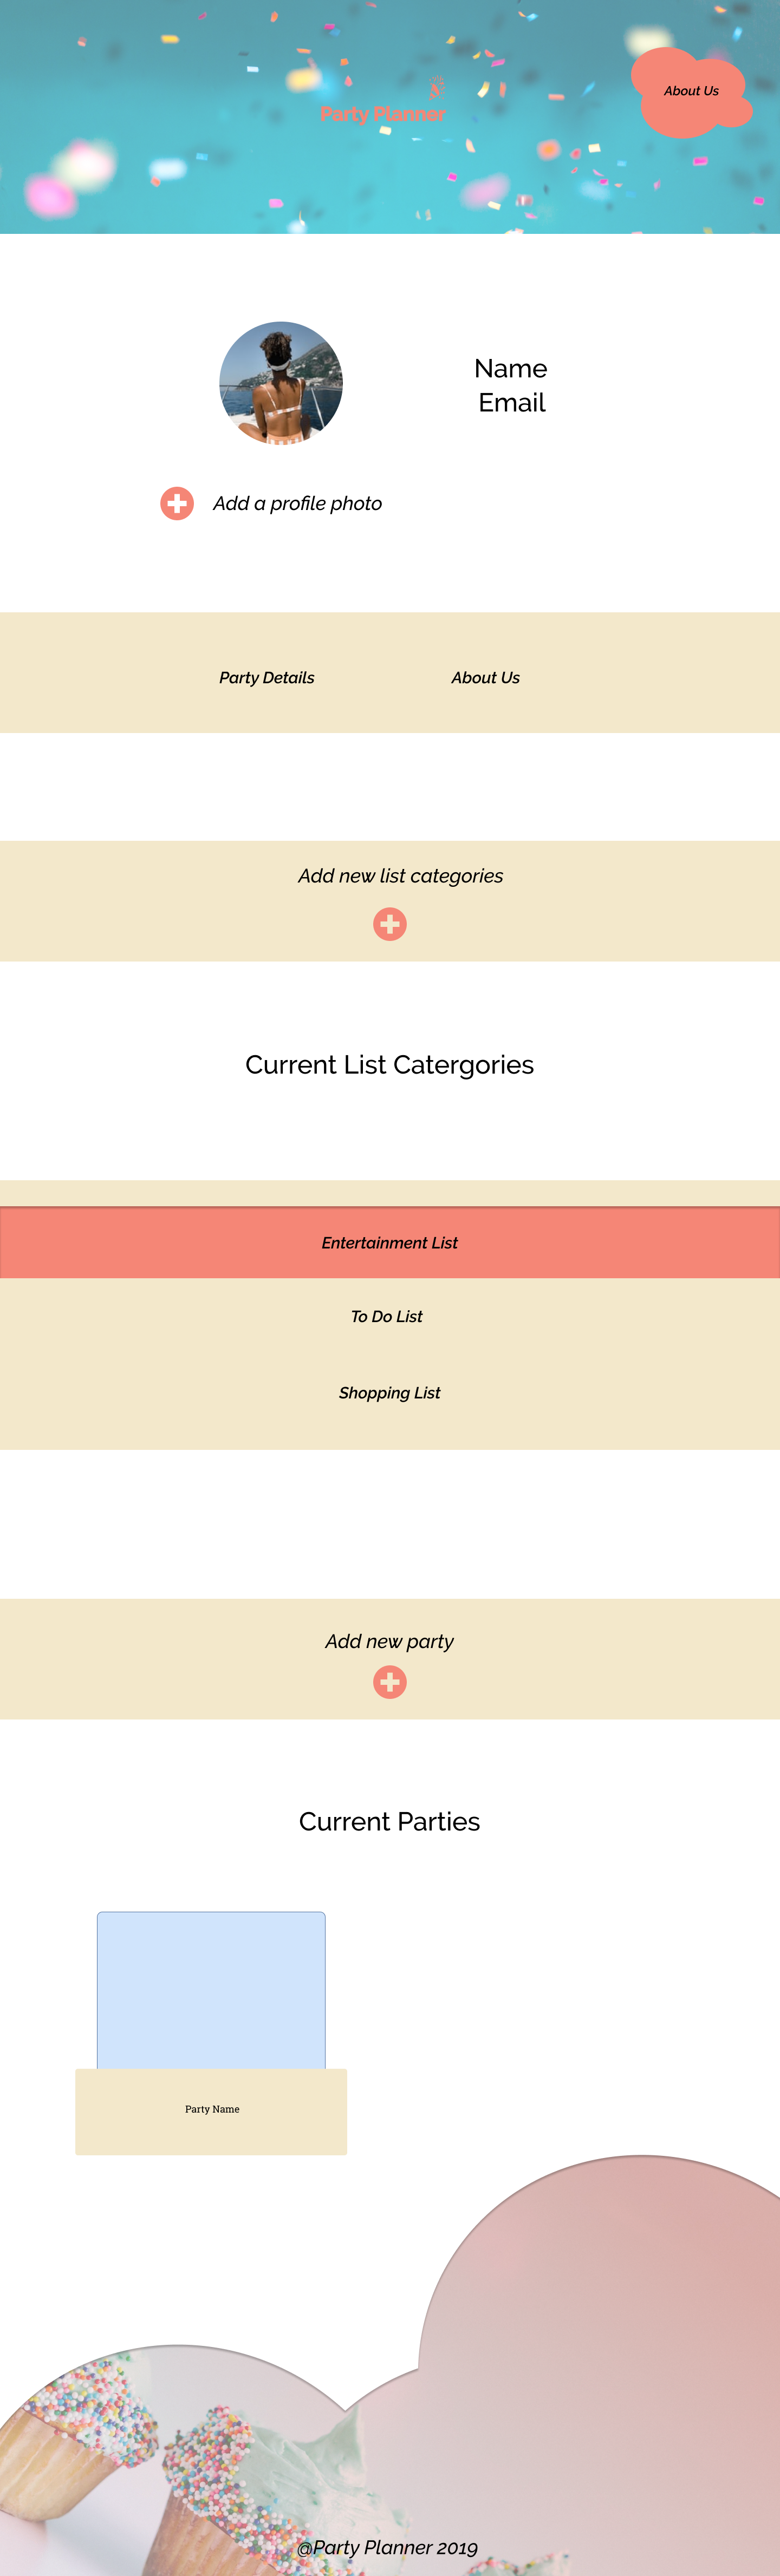 Party Planner
About Us
Name
Email
Add a profile photo
Party Details
About Us
Add new list categories
Current List Catergories
Entertainment List
To Do List
Shopping List
Add new party
Current Parties
Party Name
@Party Planner 2019